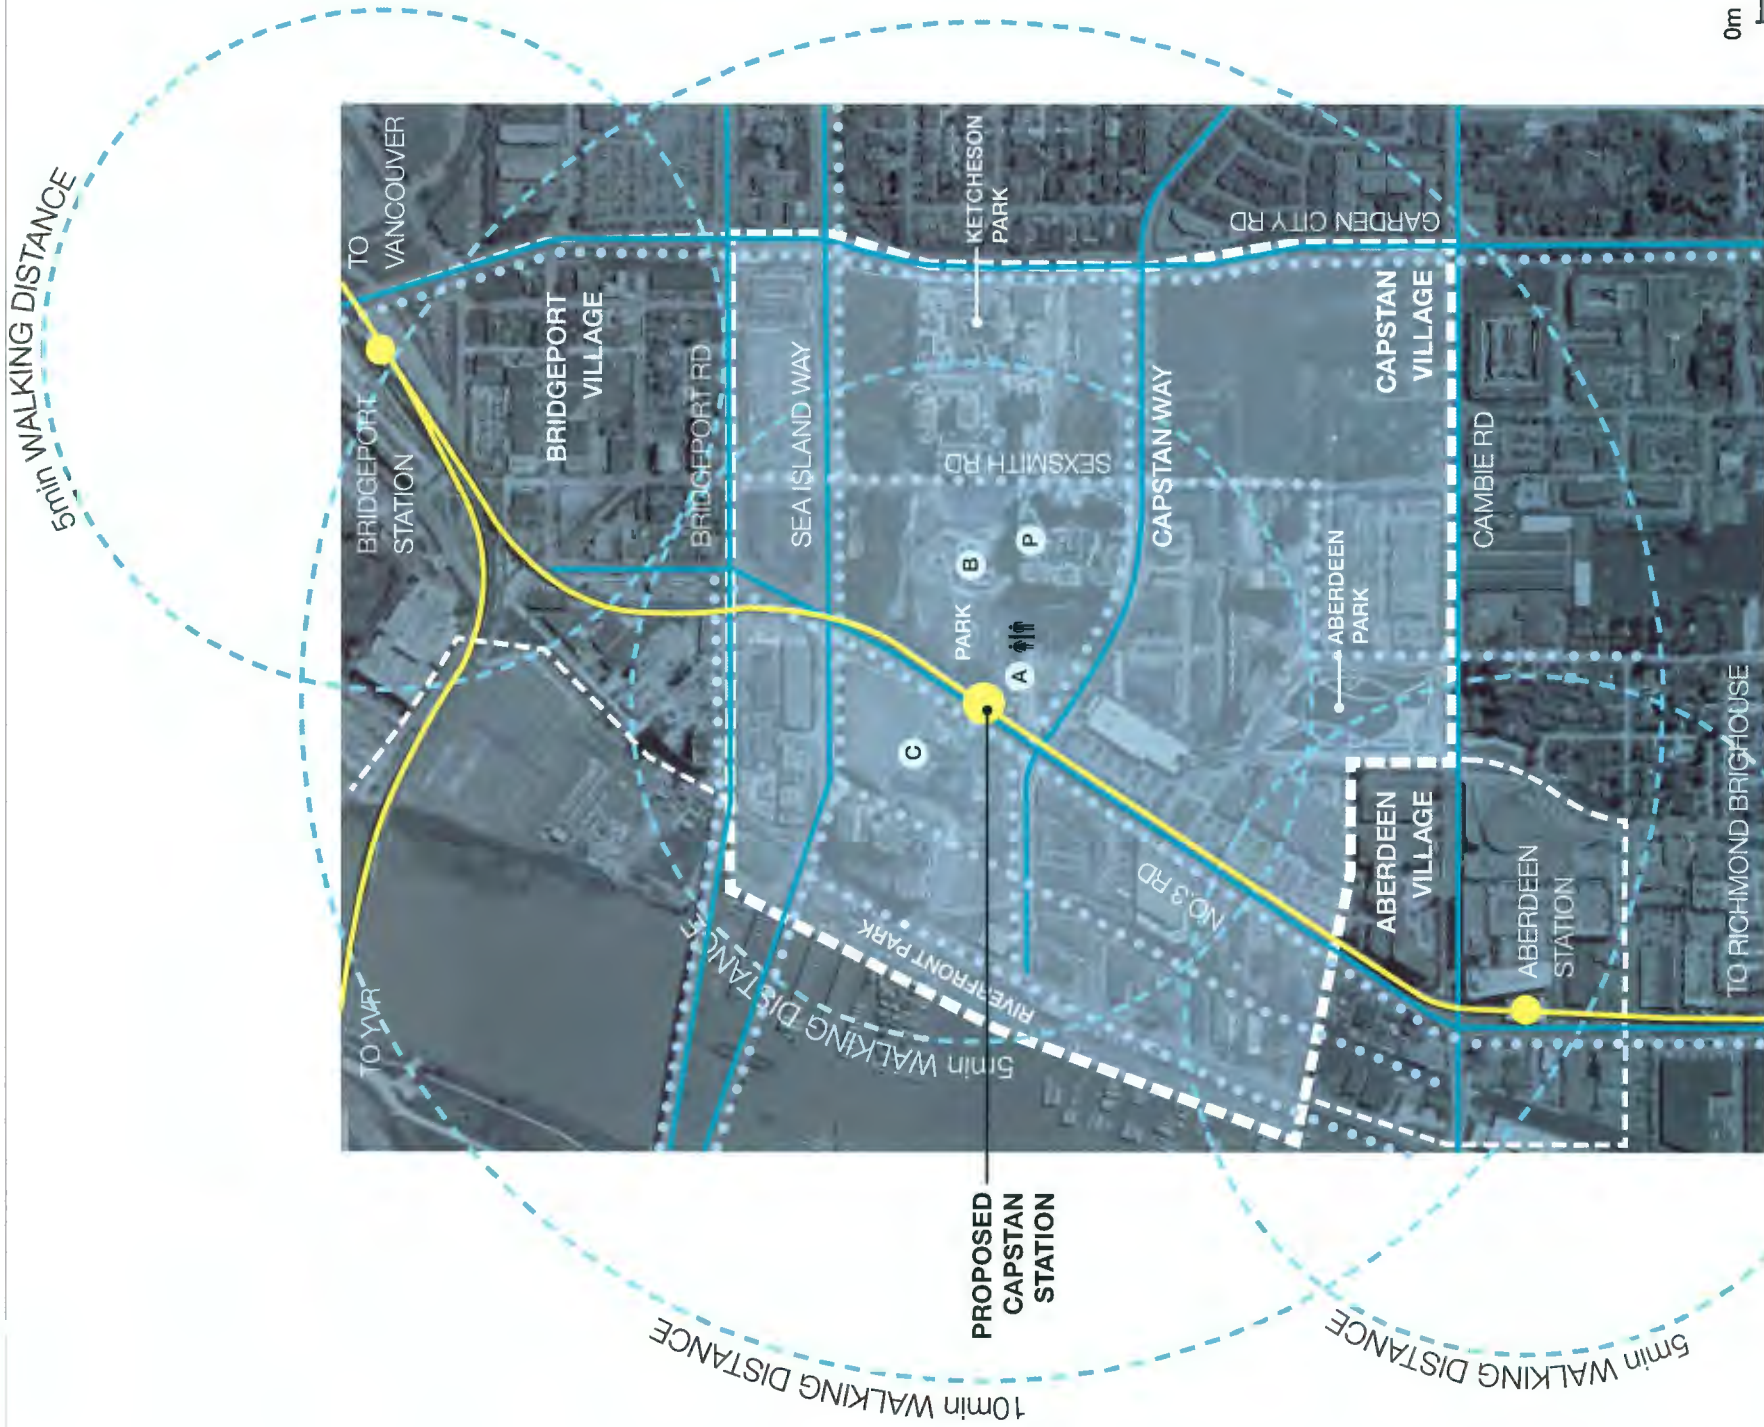 5min WALKING DISTANCE
TO
VANCOUVER
BRIDGEPORT
STATION
BRIDGEPORT
VILLAGE
BRIDGEPORT RD
SEA ISLAND WAY
KETCHESON
PARK
GARDEN CITY RD
CAPSTAN
VILLAGE
SEXSMITH RD
CAPSTAN WAY
CAMBIE RD
B
P
PARK
A
C
ABERDEEN
PARK
ABERDEEN
VILLAGE
ABERDEEN
STATION
NO.3 RD
RIVERFRONT PARK
5min WALKING DISTANCE
TO YVR
TO RICHMOND BRIGHOUSE
PROPOSED
CAPSTAN
STATION
10min WALKING DISTANCE
5min WALKING DISTANCE
0m